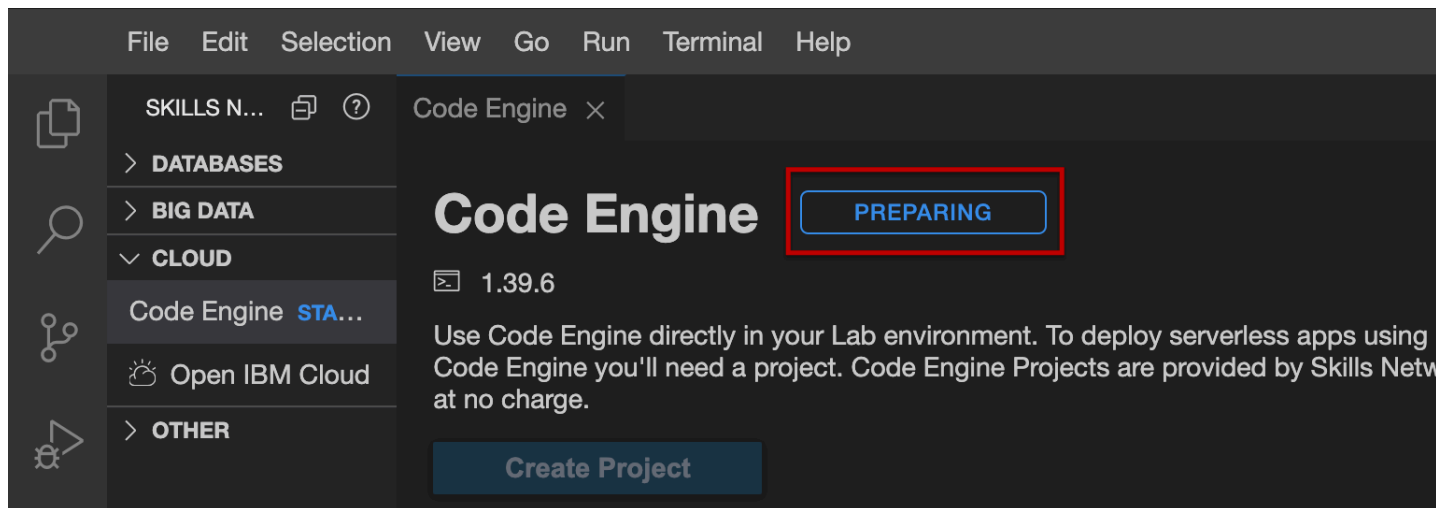 File Edit Selection View Go Run Terminal Help
SKILLS N...
Code Engine
DATABASES
BIG DATA
CLOUD
Code Engine STA...
Open IBM Cloud
OTHER
Code Engine PREPARING
1.39.6
Use Code Engine directly in your Lab environment. To deploy serverless apps using
Code Engine you'll need a project. Code Engine Projects are provided by Skills Netw
at no charge.
Create Project